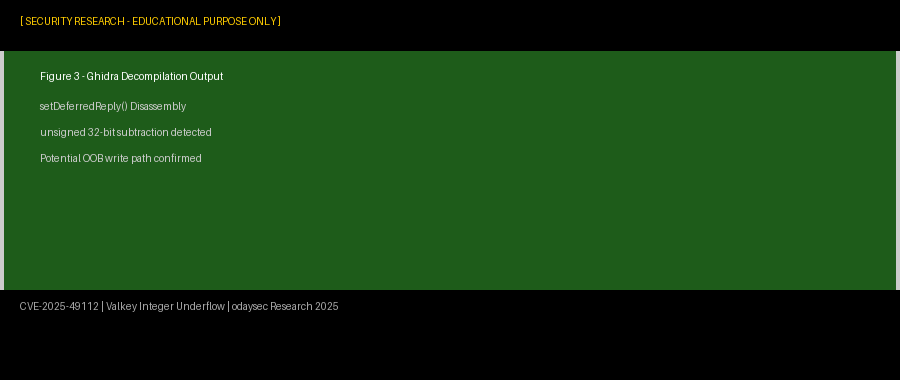 [ SECURITY RESEARCH - EDUCATIONAL PURPOSE ONLY ]
Figure 3 - Ghidra Decompilation Output
setDeferredReply() Disassembly
unsigned 32-bit subtraction detected
Potential OOB write path confirmed
CVE-2025-49112 | Valkey Integer Underflow | odaysec Research 2025